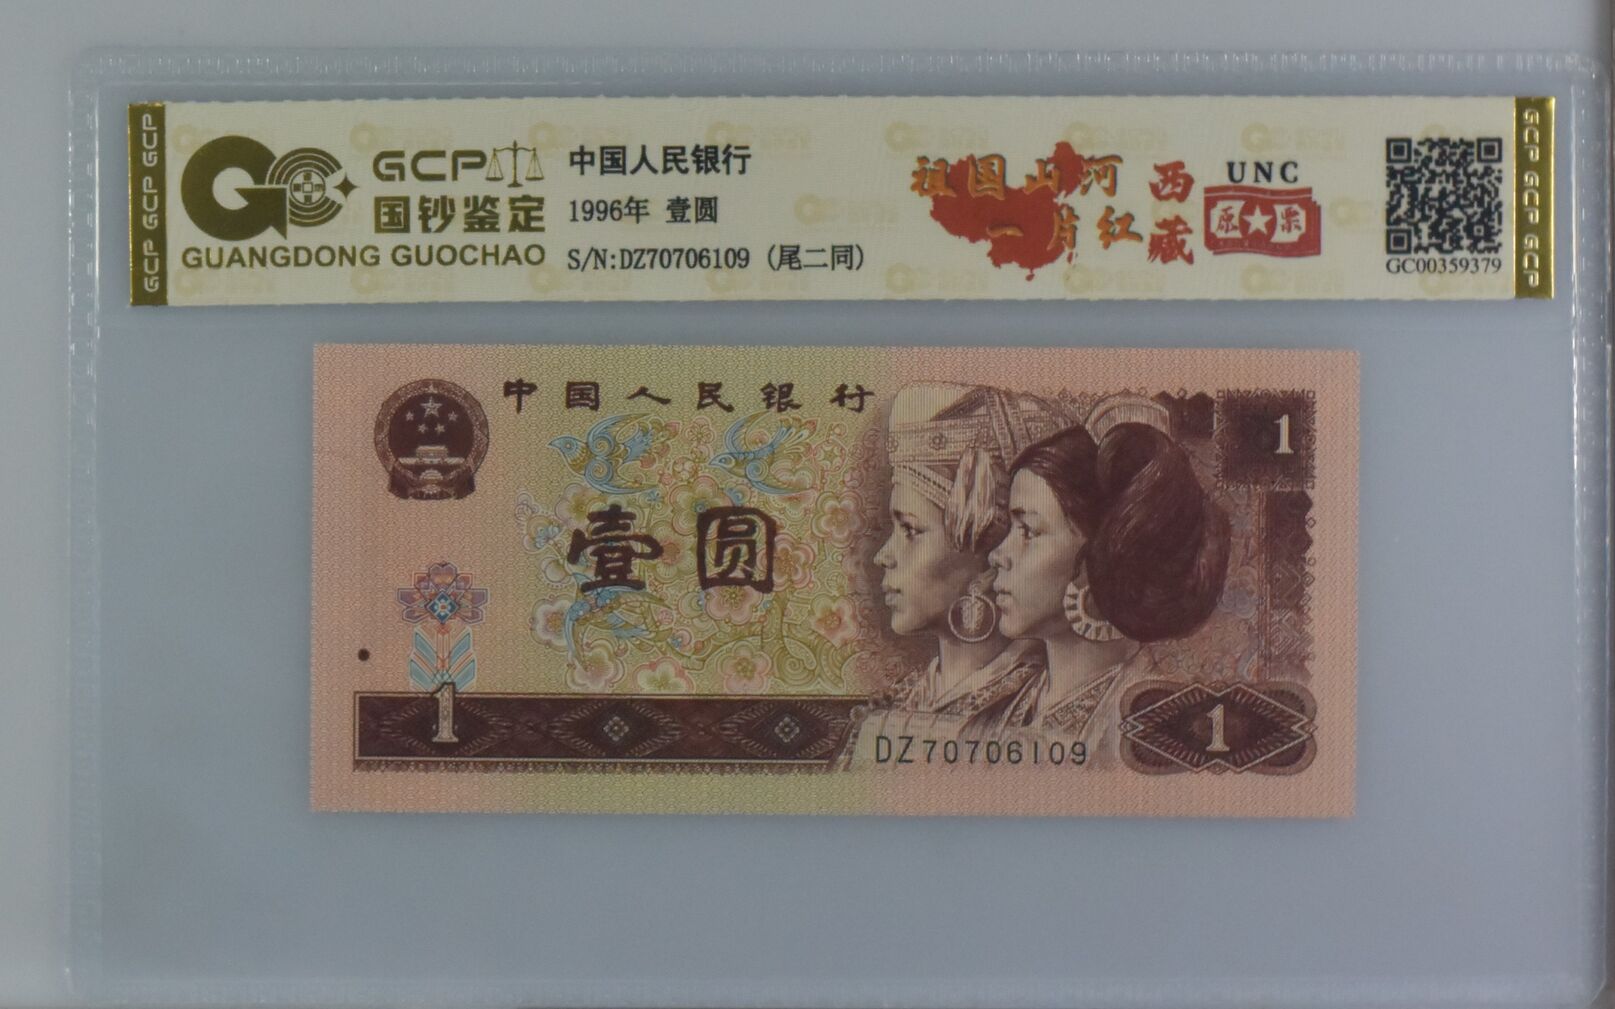 GCP GCP GCP
GCP
国钞鉴定
GUANGDONG GUOCHAO
中国人民银行
1996年 壹圆
S/N:DZ70706109 (尾二同)
祖国山河
一片红
西藏
UNC
原★票
GC00359379
GCP GCP GCP
中国人民银行
1
壹圆
1
DZ70706109
1